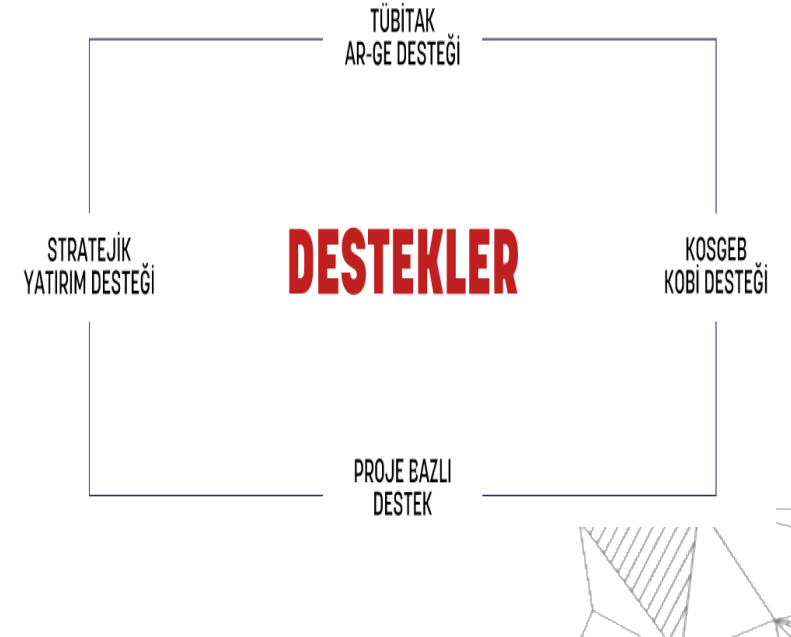 TÜBİTAK
AR-GE DESTEĞİ
STRATEJİK
YATIRIM DESTEĞİ
DESTEKLER
KOSGEB
KOBİ DESTEĞİ
PROJE BAZLI
DESTEK